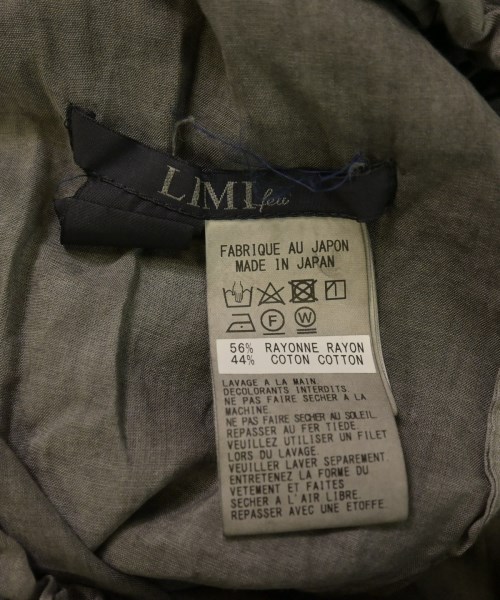 LIMI feu
FABRIQUE AU JAPON
MADE IN JAPAN
F W
56% RAYONNE RAYON
44% COTON COTTON
LAVAGE A LA MAIN.
DECOLORANTS INTERDITS.
NE PAS FAIRE SECHER A LA
MACHINE.
NE PAS FAIRE SECHER AU SOLEIL.
REPASSER AU FER TIEDE
VEUILLEZ UTILISER UN FILET
LORS DU LAVAGE.
VEUILLER LAVER SEPAREMENT
ENTRETENEZ LA FORME DU
VETEMENT ET FAITES
SECHER A L'AIR LIBRE.
REPASSER AVEC UNE ETOFFE.